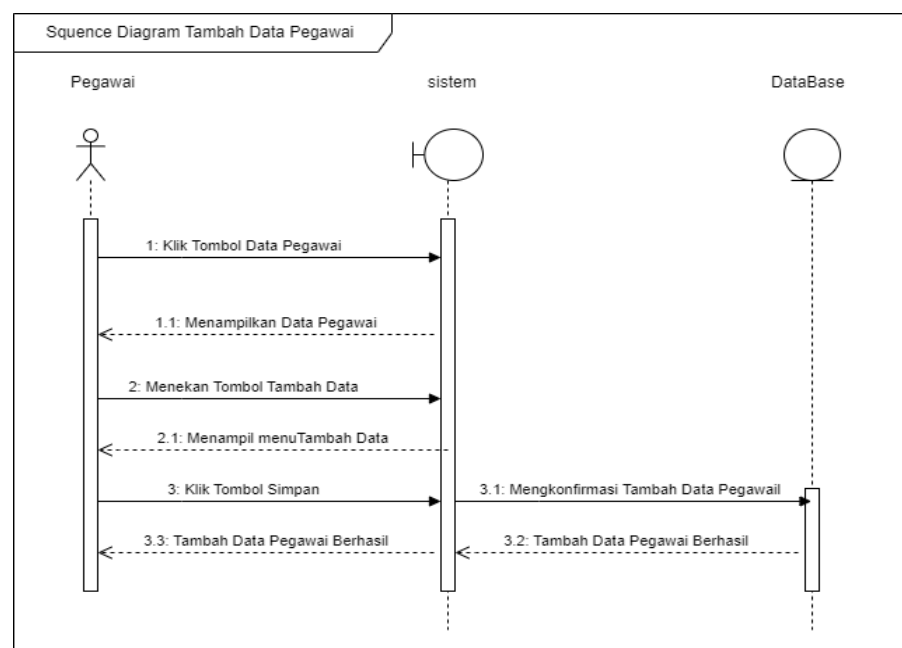 Squence Diagram Tambah Data Pegawai
Pegawai
sistem
DataBase
1: Klik Tombol Data Pegawai
1.1: Menampilkan Data Pegawai
2: Menekan Tombol Tambah Data
2.1: Menampil menuTambah Data
3: Klik Tombol Simpan
3.1: Mengkonfirmasi Tambah Data Pegawail
3.3: Tambah Data Pegawai Berhasil
3.2: Tambah Data Pegawai Berhasil